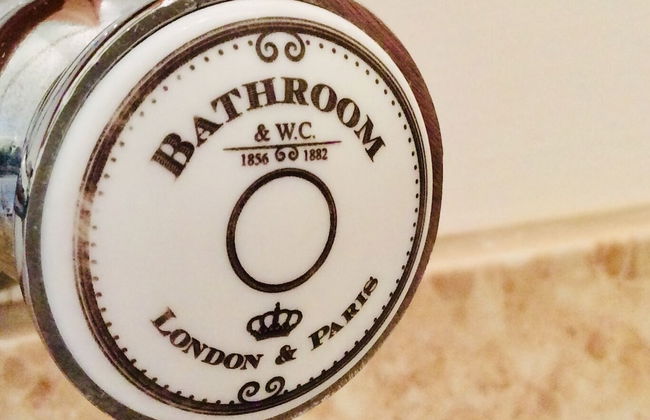 BATHROOM
& W.C.
1856 1882
LONDON & PARIS